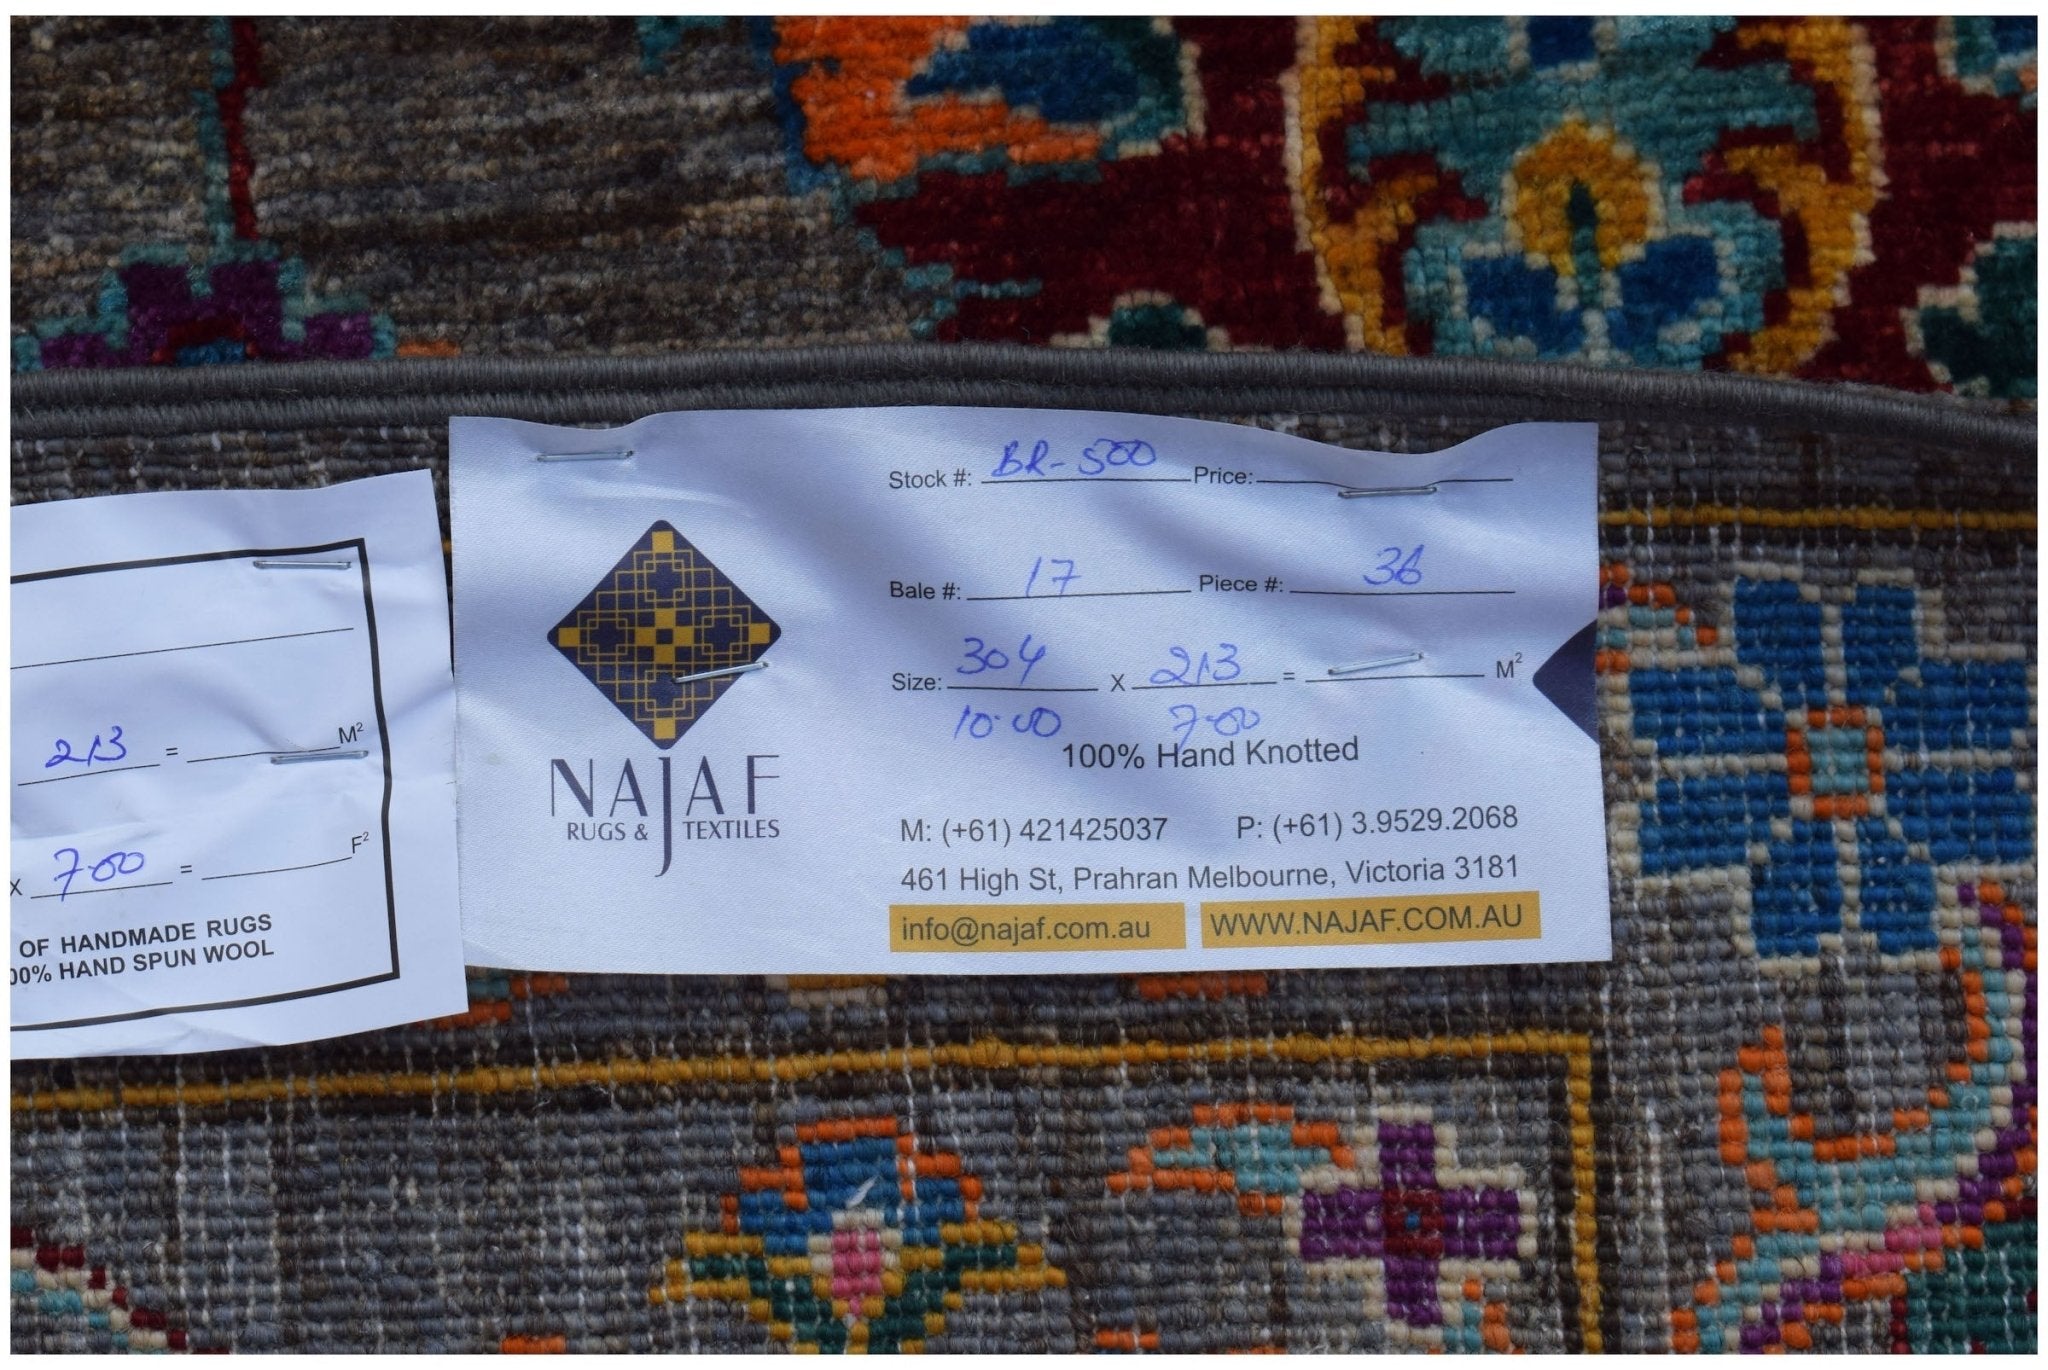 213 = M²
X 7.00 = F²
OF HANDMADE RUGS
00% HAND SPUN WOOL
NAJAF
RUGS & TEXTILES
Stock #: BR-500 Price:
Bale #: 17 Piece #: 36
Size: 304 X 213 = M²
10.00 7.00
100% Hand Knotted
M: (+61) 421425037 P: (+61) 3.9529.2068
461 High St, Prahran Melbourne, Victoria 3181
info@najaf.com.au WWW.NAJAF.COM.AU